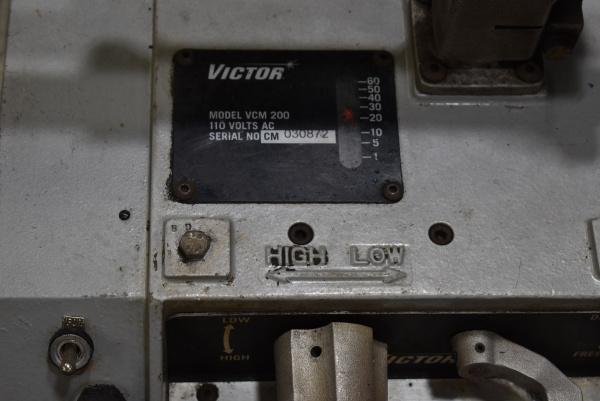 VICTOR
60
50
40
30
20
10
5
1
MODEL VCM 200
110 VOLTS AC
SERIAL NO CM 030872
HIGH LOW
LOW
HIGH
VICTOR